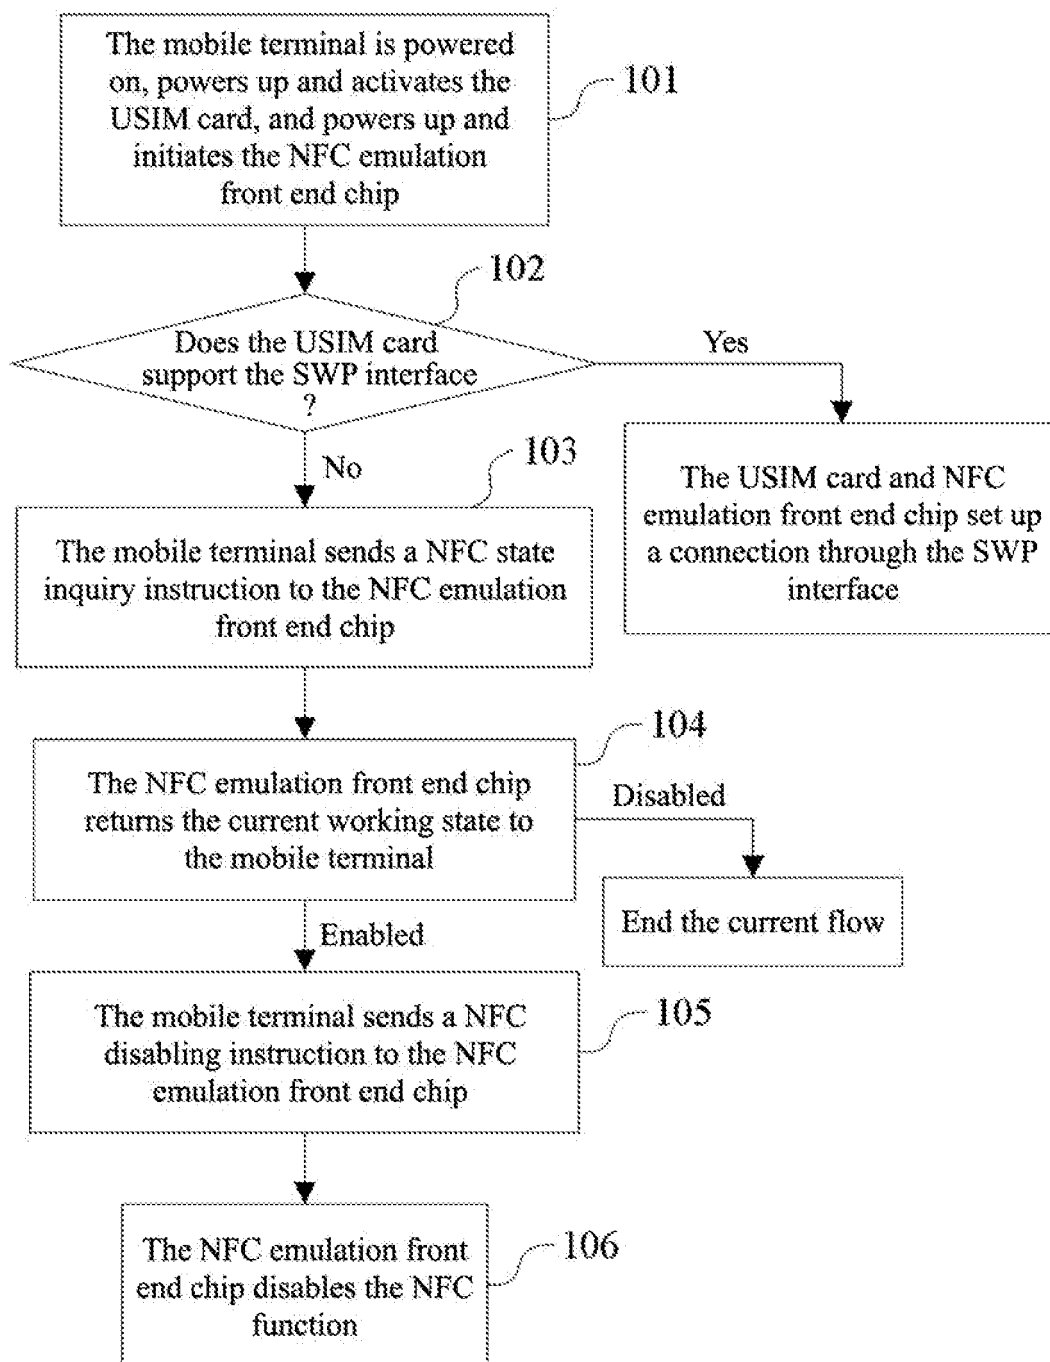 The mobile terminal is powered
on, powers up and activates the
USIM card, and powers up and
initiates the NFC emulation
front end chip
101
102
Does the USIM card
support the SWP interface
?
Yes
No
103
The USIM card and NFC
emulation front end chip set up
a connection through the SWP
interface
The mobile terminal sends a NFC state
inquiry instruction to the NFC emulation
front end chip
104
The NFC emulation front end chip
returns the current working state to
the mobile terminal
Disabled
End the current flow
Enabled
105
The mobile terminal sends a NFC
disabling instruction to the NFC
emulation front end chip
106
The NFC emulation front
end chip disables the NFC
function